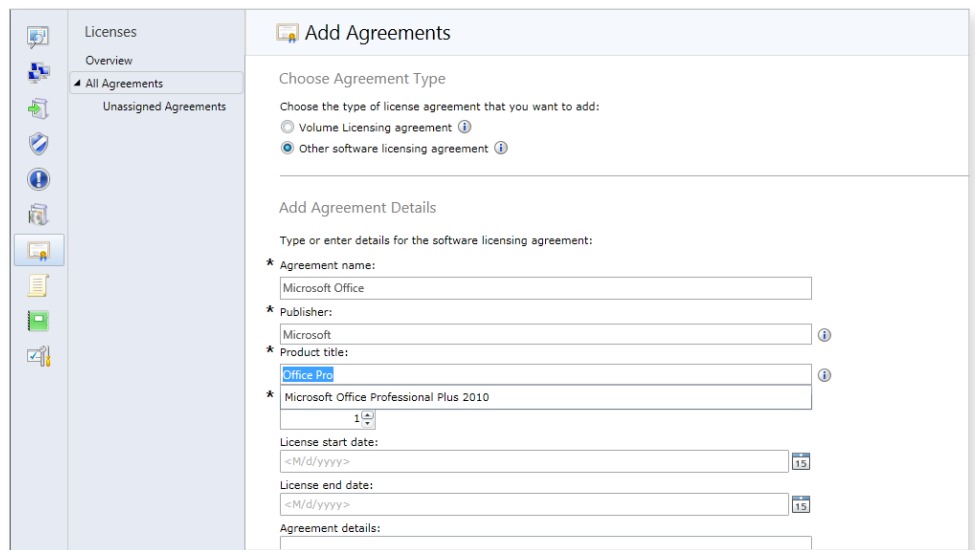 Licenses
Overview
All Agreements
Unassigned Agreements
Add Agreements
Choose Agreement Type
Choose the type of license agreement that you want to add:
Volume Licensing agreement
Other software licensing agreement
Add Agreement Details
Type or enter details for the software licensing agreement:
* Agreement name:
Microsoft Office
* Publisher:
Microsoft
* Product title:
Office Pro
*
Microsoft Office Professional Plus 2010
1
License start date:
<M/d/yyyy>
15
License end date:
<M/d/yyyy>
15
Agreement details: